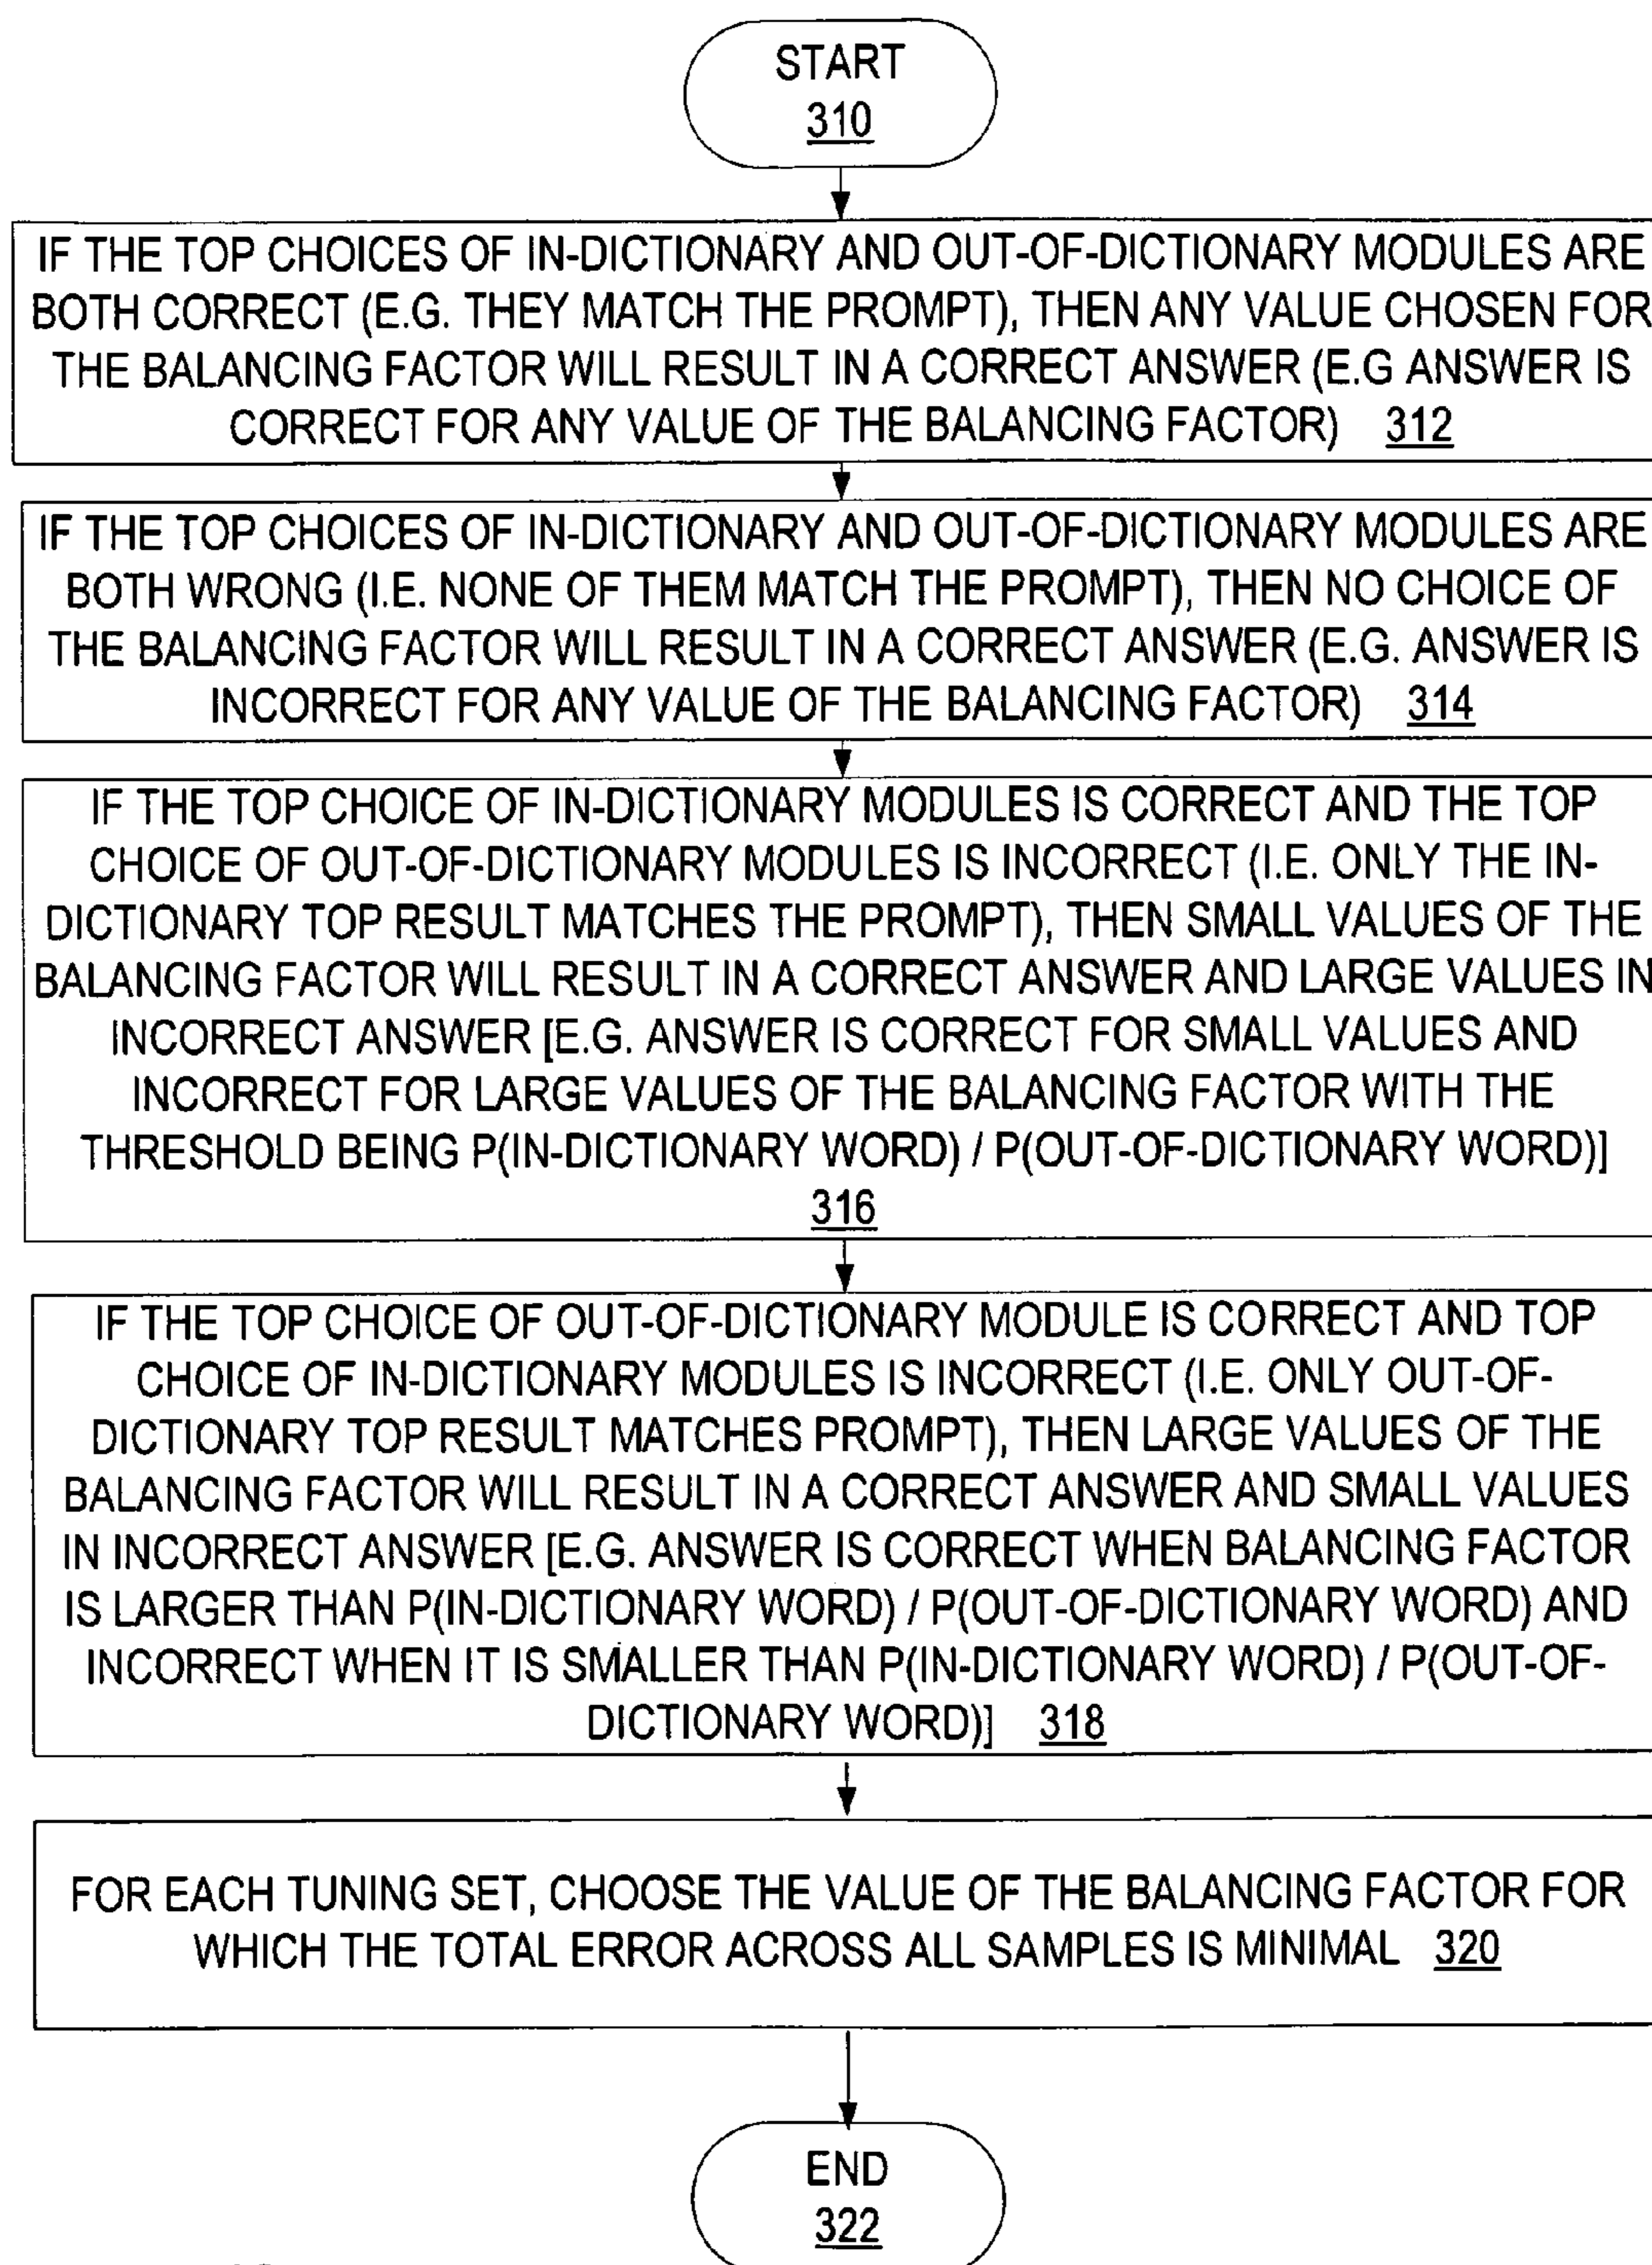 START
310
IF THE TOP CHOICES OF IN-DICTIONARY AND OUT-OF-DICTIONARY MODULES ARE
BOTH CORRECT (E.G. THEY MATCH THE PROMPT), THEN ANY VALUE CHOSEN FOR
THE BALANCING FACTOR WILL RESULT IN A CORRECT ANSWER (E.G ANSWER IS
CORRECT FOR ANY VALUE OF THE BALANCING FACTOR) 312
IF THE TOP CHOICES OF IN-DICTIONARY AND OUT-OF-DICTIONARY MODULES ARE
BOTH WRONG (I.E. NONE OF THEM MATCH THE PROMPT), THEN NO CHOICE OF
THE BALANCING FACTOR WILL RESULT IN A CORRECT ANSWER (E.G. ANSWER IS
INCORRECT FOR ANY VALUE OF THE BALANCING FACTOR) 314
IF THE TOP CHOICE OF IN-DICTIONARY MODULES IS CORRECT AND THE TOP
CHOICE OF OUT-OF-DICTIONARY MODULES IS INCORRECT (I.E. ONLY THE IN-
DICTIONARY TOP RESULT MATCHES THE PROMPT), THEN SMALL VALUES OF THE
BALANCING FACTOR WILL RESULT IN A CORRECT ANSWER AND LARGE VALUES IN
INCORRECT ANSWER [E.G. ANSWER IS CORRECT FOR SMALL VALUES AND
INCORRECT FOR LARGE VALUES OF THE BALANCING FACTOR WITH THE
THRESHOLD BEING P(IN-DICTIONARY WORD) / P(OUT-OF-DICTIONARY WORD)]
316
IF THE TOP CHOICE OF OUT-OF-DICTIONARY MODULE IS CORRECT AND TOP
CHOICE OF IN-DICTIONARY MODULES IS INCORRECT (I.E. ONLY OUT-OF-
DICTIONARY TOP RESULT MATCHES PROMPT), THEN LARGE VALUES OF THE
BALANCING FACTOR WILL RESULT IN A CORRECT ANSWER AND SMALL VALUES
IN INCORRECT ANSWER [E.G. ANSWER IS CORRECT WHEN BALANCING FACTOR
IS LARGER THAN P(IN-DICTIONARY WORD) / P(OUT-OF-DICTIONARY WORD) AND
INCORRECT WHEN IT IS SMALLER THAN P(IN-DICTIONARY WORD) / P(OUT-OF-
DICTIONARY WORD)] 318
FOR EACH TUNING SET, CHOOSE THE VALUE OF THE BALANCING FACTOR FOR
WHICH THE TOTAL ERROR ACROSS ALL SAMPLES IS MINIMAL 320
END
322